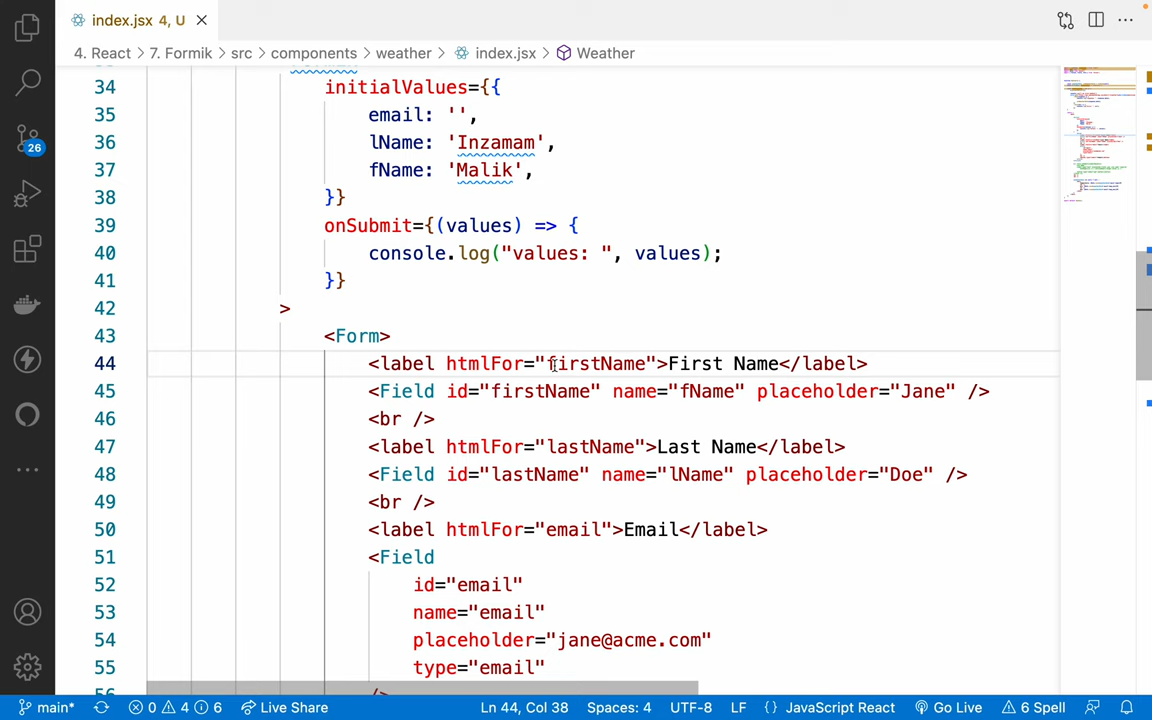 index.jsx 4, U
4. React > 7. Formik > src > components > weather > index.jsx > Weather
34 initialValues={{
35 email: '',
36 lName: 'Inzamam',
37 fName: 'Malik',
38 }}
39 onSubmit={(values) => {
40 console.log("values: ", values);
41 }}
42 >
43 <Form>
44 <label htmlFor="firstName">First Name</label>
45 <Field id="firstName" name="fName" placeholder="Jane" />
46 <br />
47 <label htmlFor="lastName">Last Name</label>
48 <Field id="lastName" name="lName" placeholder="Doe" />
49 <br />
50 <label htmlFor="email">Email</label>
51 <Field
52 id="email"
53 name="email"
54 placeholder="jane@acme.com"
55 type="email"
56 />
26
main* 0 4 6 Live Share Ln 44, Col 38 Spaces: 4 UTF-8 LF {} JavaScript React Go Live 6 Spell